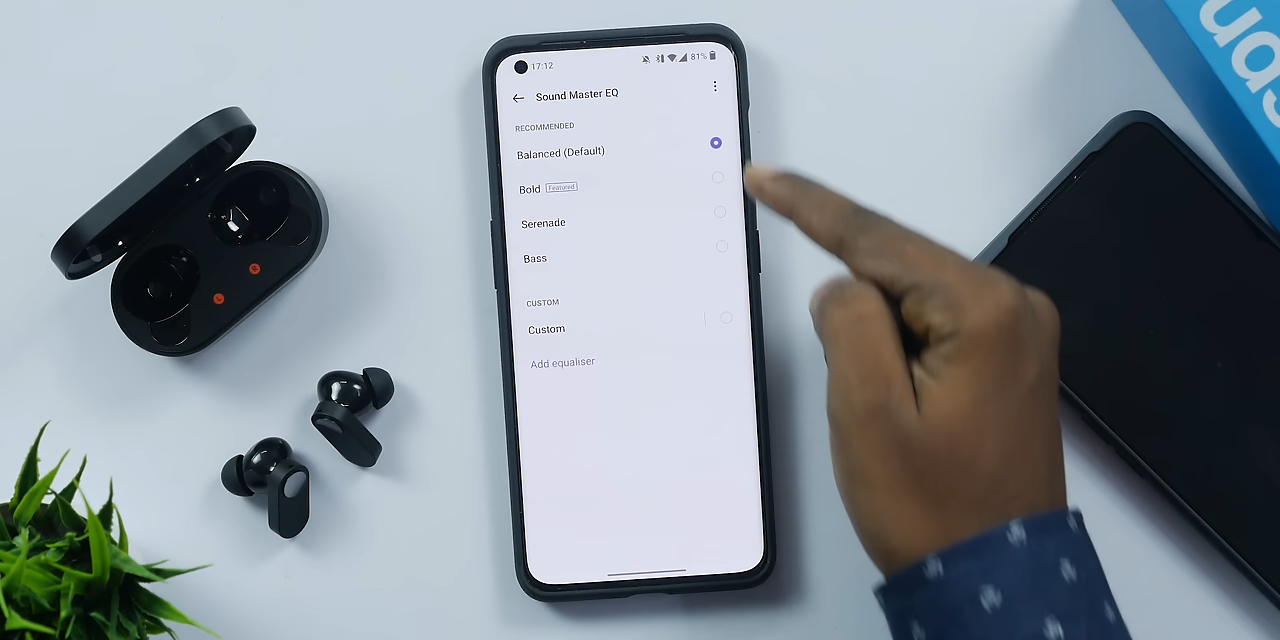 17:12
81%
Sound Master EQ
RECOMMENDED
Balanced (Default)
Bold Featured
Serenade
Bass
CUSTOM
Custom
Add equaliser
L
R